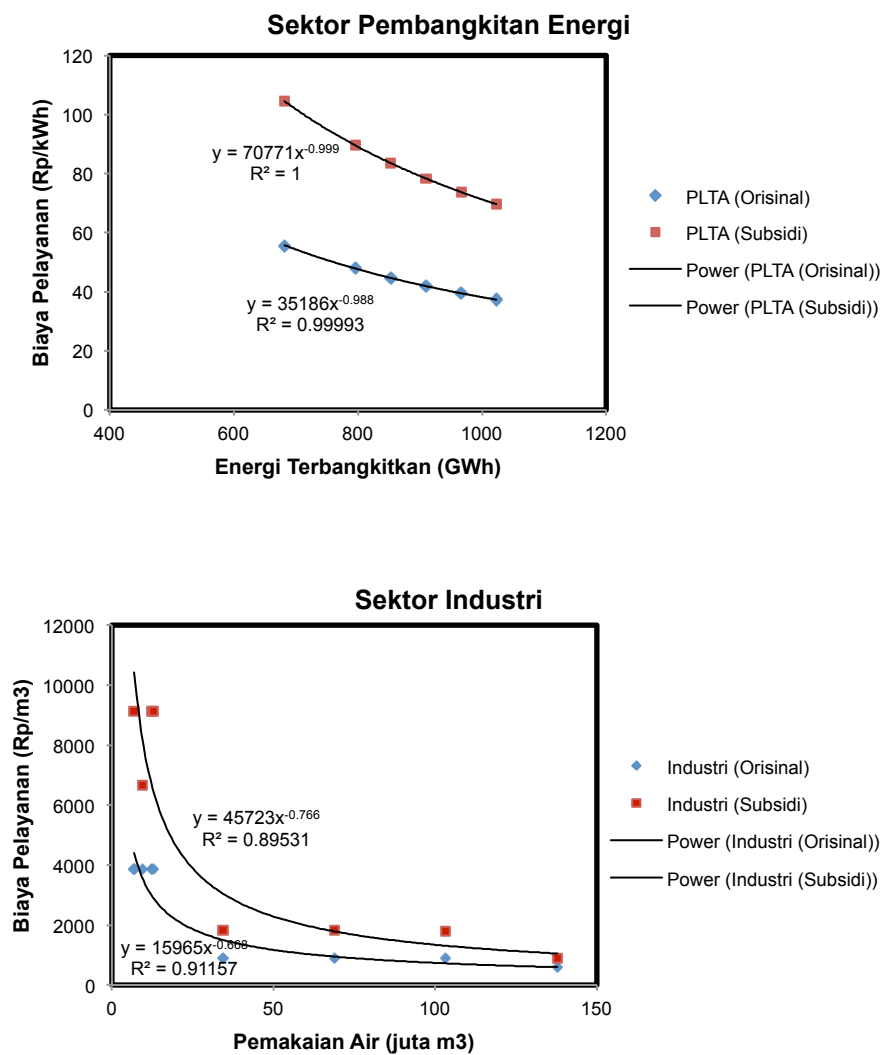 Sektor Pembangkitan Energi
120
100
80
60
40
20
0
400
600
800
1000
1200
Biaya Pelayanan (Rp/kWh)
Energi Terbangkitkan (GWh)
y = 70771x-0.999
R² = 1
y = 35186x-0.988
R² = 0.99993
PLTA (Orisinal)
PLTA (Subsidi)
Power (PLTA (Orisinal))
Power (PLTA (Subsidi))
Sektor Industri
12000
10000
8000
6000
4000
2000
0
0
50
100
150
Biaya Pelayanan (Rp/m3)
Pemakaian Air (juta m3)
y = 45723x-0.766
R² = 0.89531
y = 15965x-0.668
R² = 0.91157
Industri (Orisinal)
Industri (Subsidi)
Power (Industri (Orisinal))
Power (Industri (Subsidi))